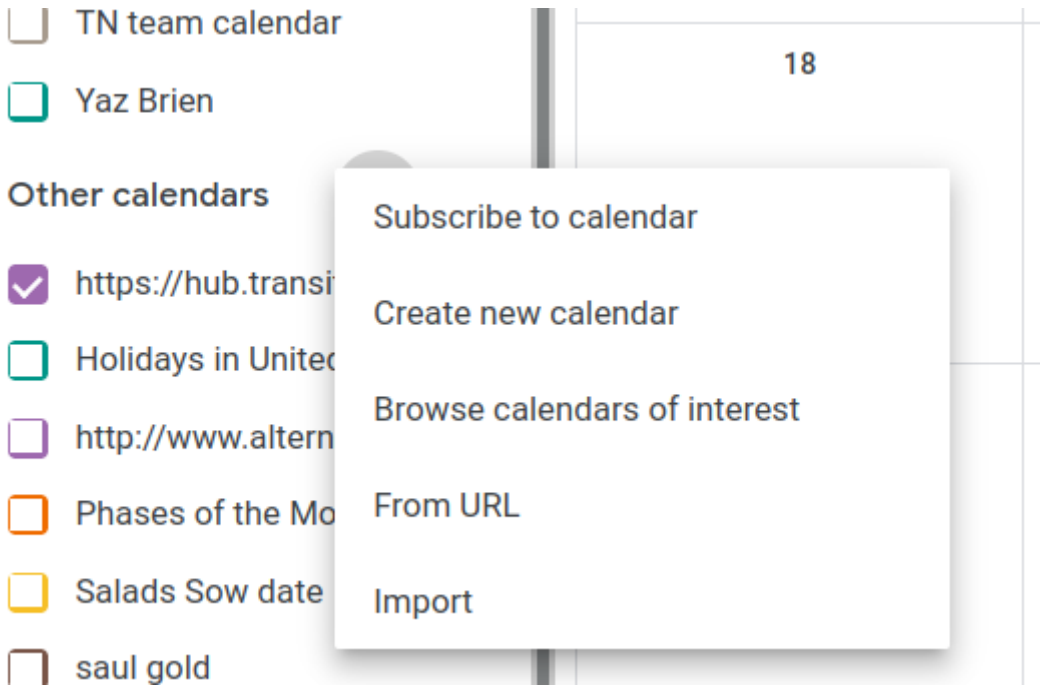 TN team calendar
18
Yaz Brien
Other calendars
Subscribe to calendar
https://hub.transi
Create new calendar
Holidays in United
Browse calendars of interest
http://www.altern
From URL
Phases of the Mo
Salads Sow date
Import
saul gold